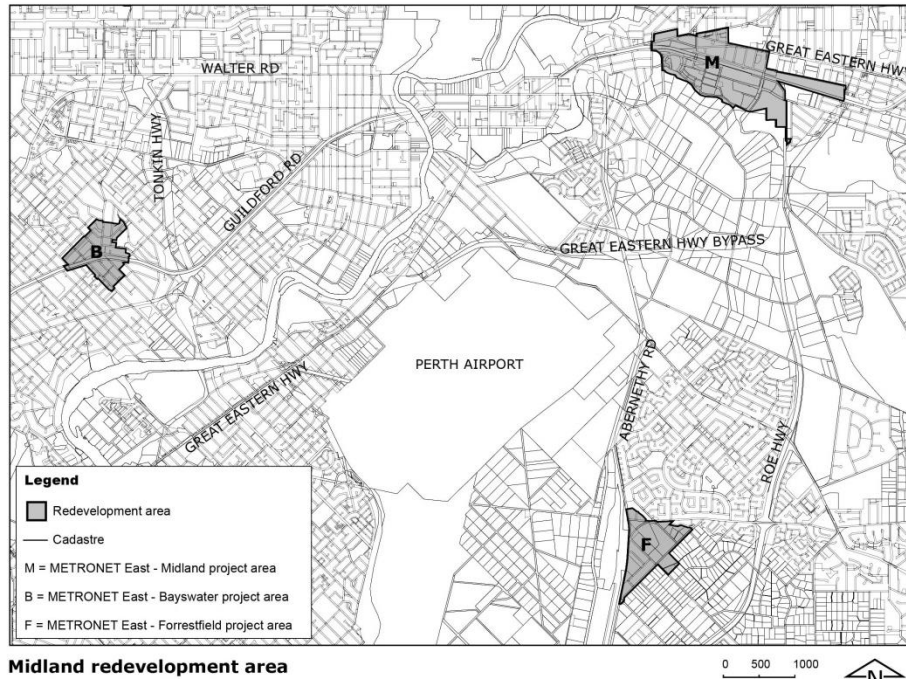 GREAT EASTERN HWY
WALTER RD
M
TONKIN HWY
GUILDFORD RD
B
GREAT EASTERN HWY BYPASS
PERTH AIRPORT
ABERNETHY RD
GREAT EASTERN HWY
ROE HWY
F
Legend
Redevelopment area
Cadastre
M = METRONET East - Midland project area
B = METRONET East - Bayswater project area
F = METRONET East - Forrestfield project area
Midland redevelopment area
0 500 1000
N